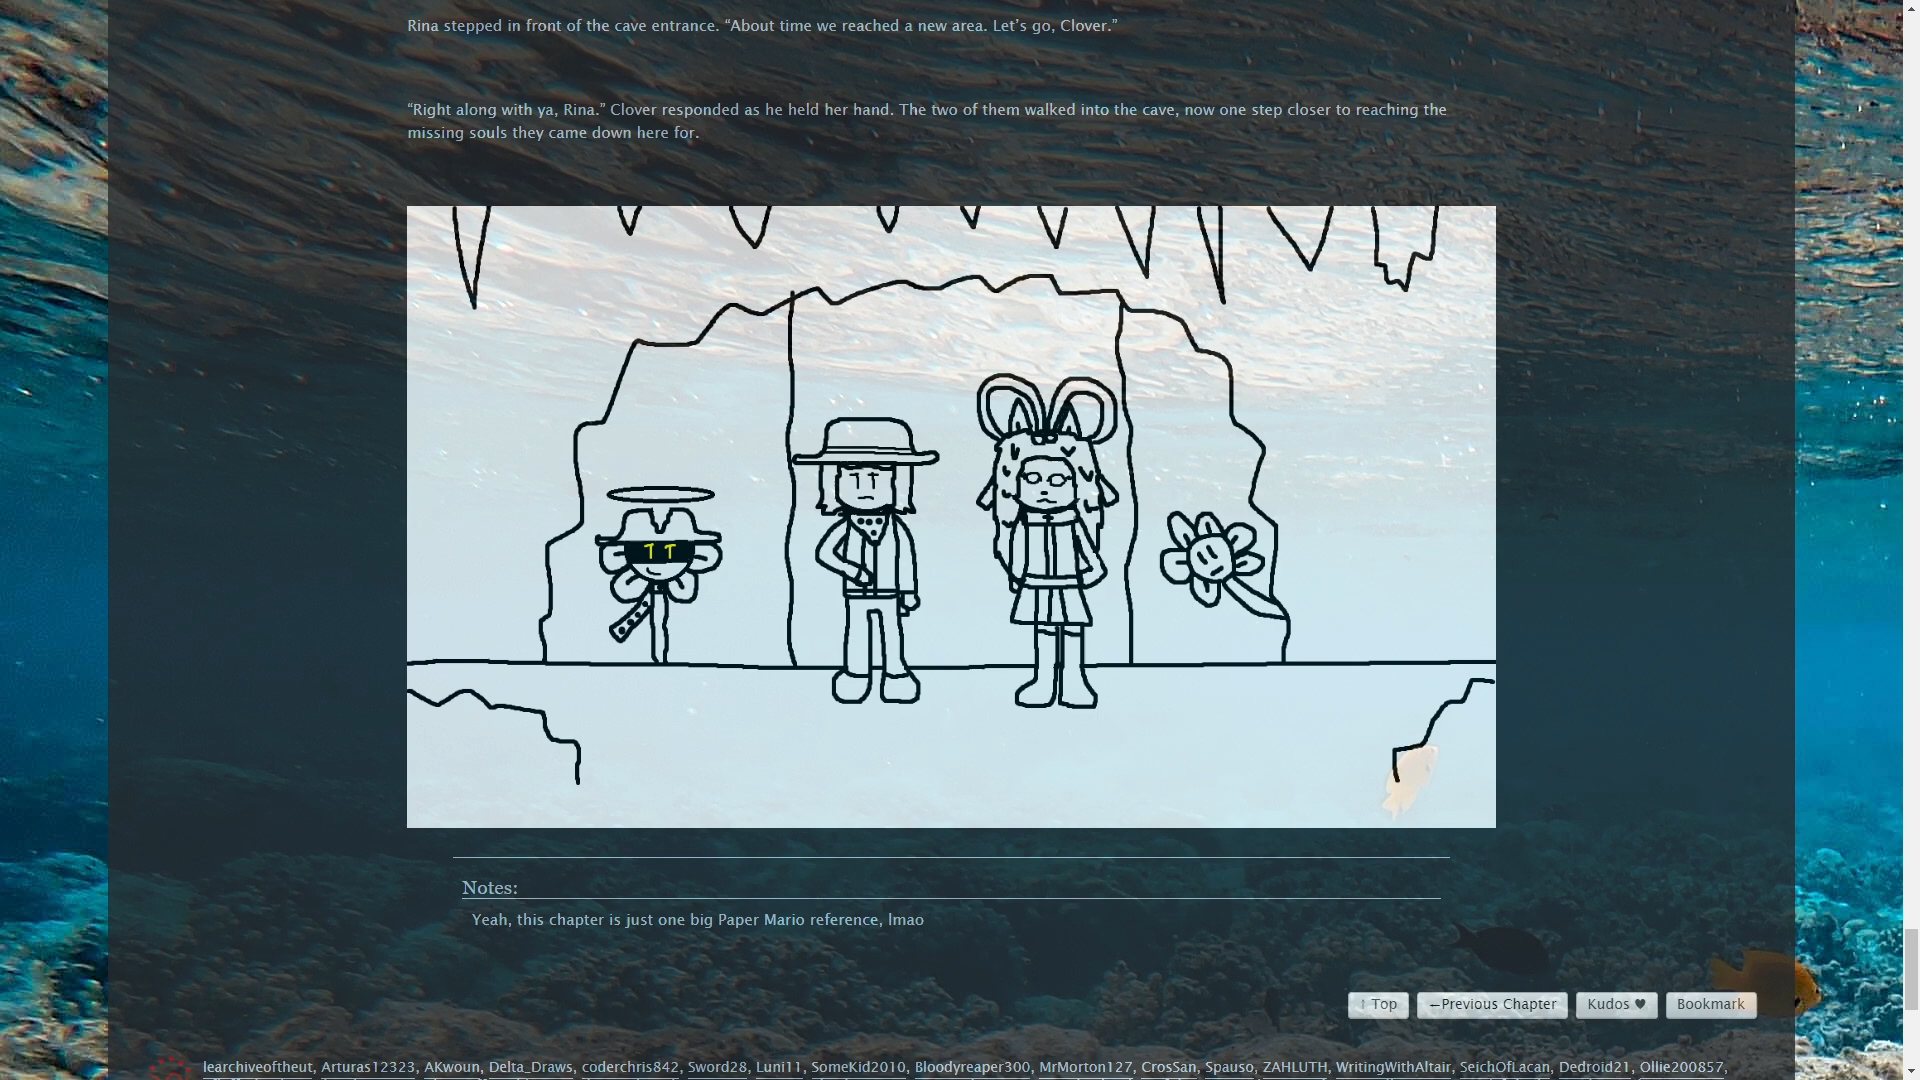 Rina stepped in front of the cave entrance. “About time we reached a new area. Let’s go, Clover.”
“Right along with ya, Rina.” Clover responded as he held her hand. The two of them walked into the cave, now one step closer to reaching the
missing souls they came down here for.
Notes:
Yeah, this chapter is just one big Paper Mario reference, lmao
↑ Top
←Previous Chapter
Kudos ♥
Bookmark
learchiveoftheut, Arturas12323, AKwoun, Delta_Draws, coderchris842, Sword28, Luni11, SomeKid2010, Bloodyreaper300, MrMorton127, CrosSan, Spauso, ZAHLUTH, WritingWithAltair, SeichOfLacan, Dedroid21, Ollie200857,